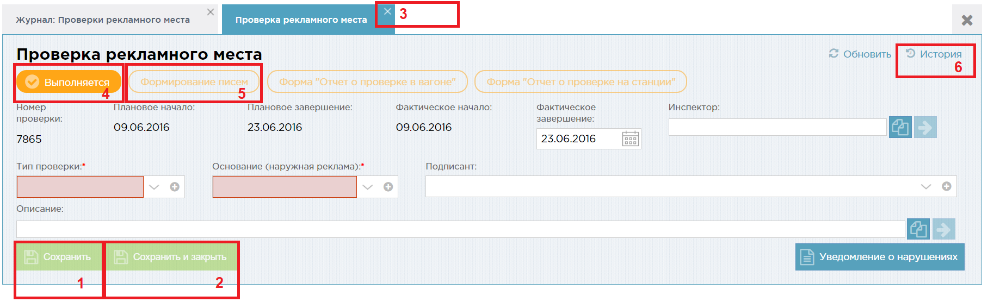 Журнал: Проверки рекламного места
Проверка рекламного места
3
Проверка рекламного места
Обновить
История
6
Выполняется
4
Формирование писем
5
Форма "Отчет о проверке в вагоне"
Форма "Отчет о проверке на станции"
Номер проверки:
7865
Плановое начало:
09.06.2016
Плановое завершение:
23.06.2016
Фактическое начало:
09.06.2016
Фактическое завершение:
23.06.2016
Инспектор:
Тип проверки:*
Основание (наружная реклама):*
Подписант:
Описание:
Сохранить
1
Сохранить и закрыть
2
Уведомление о нарушениях